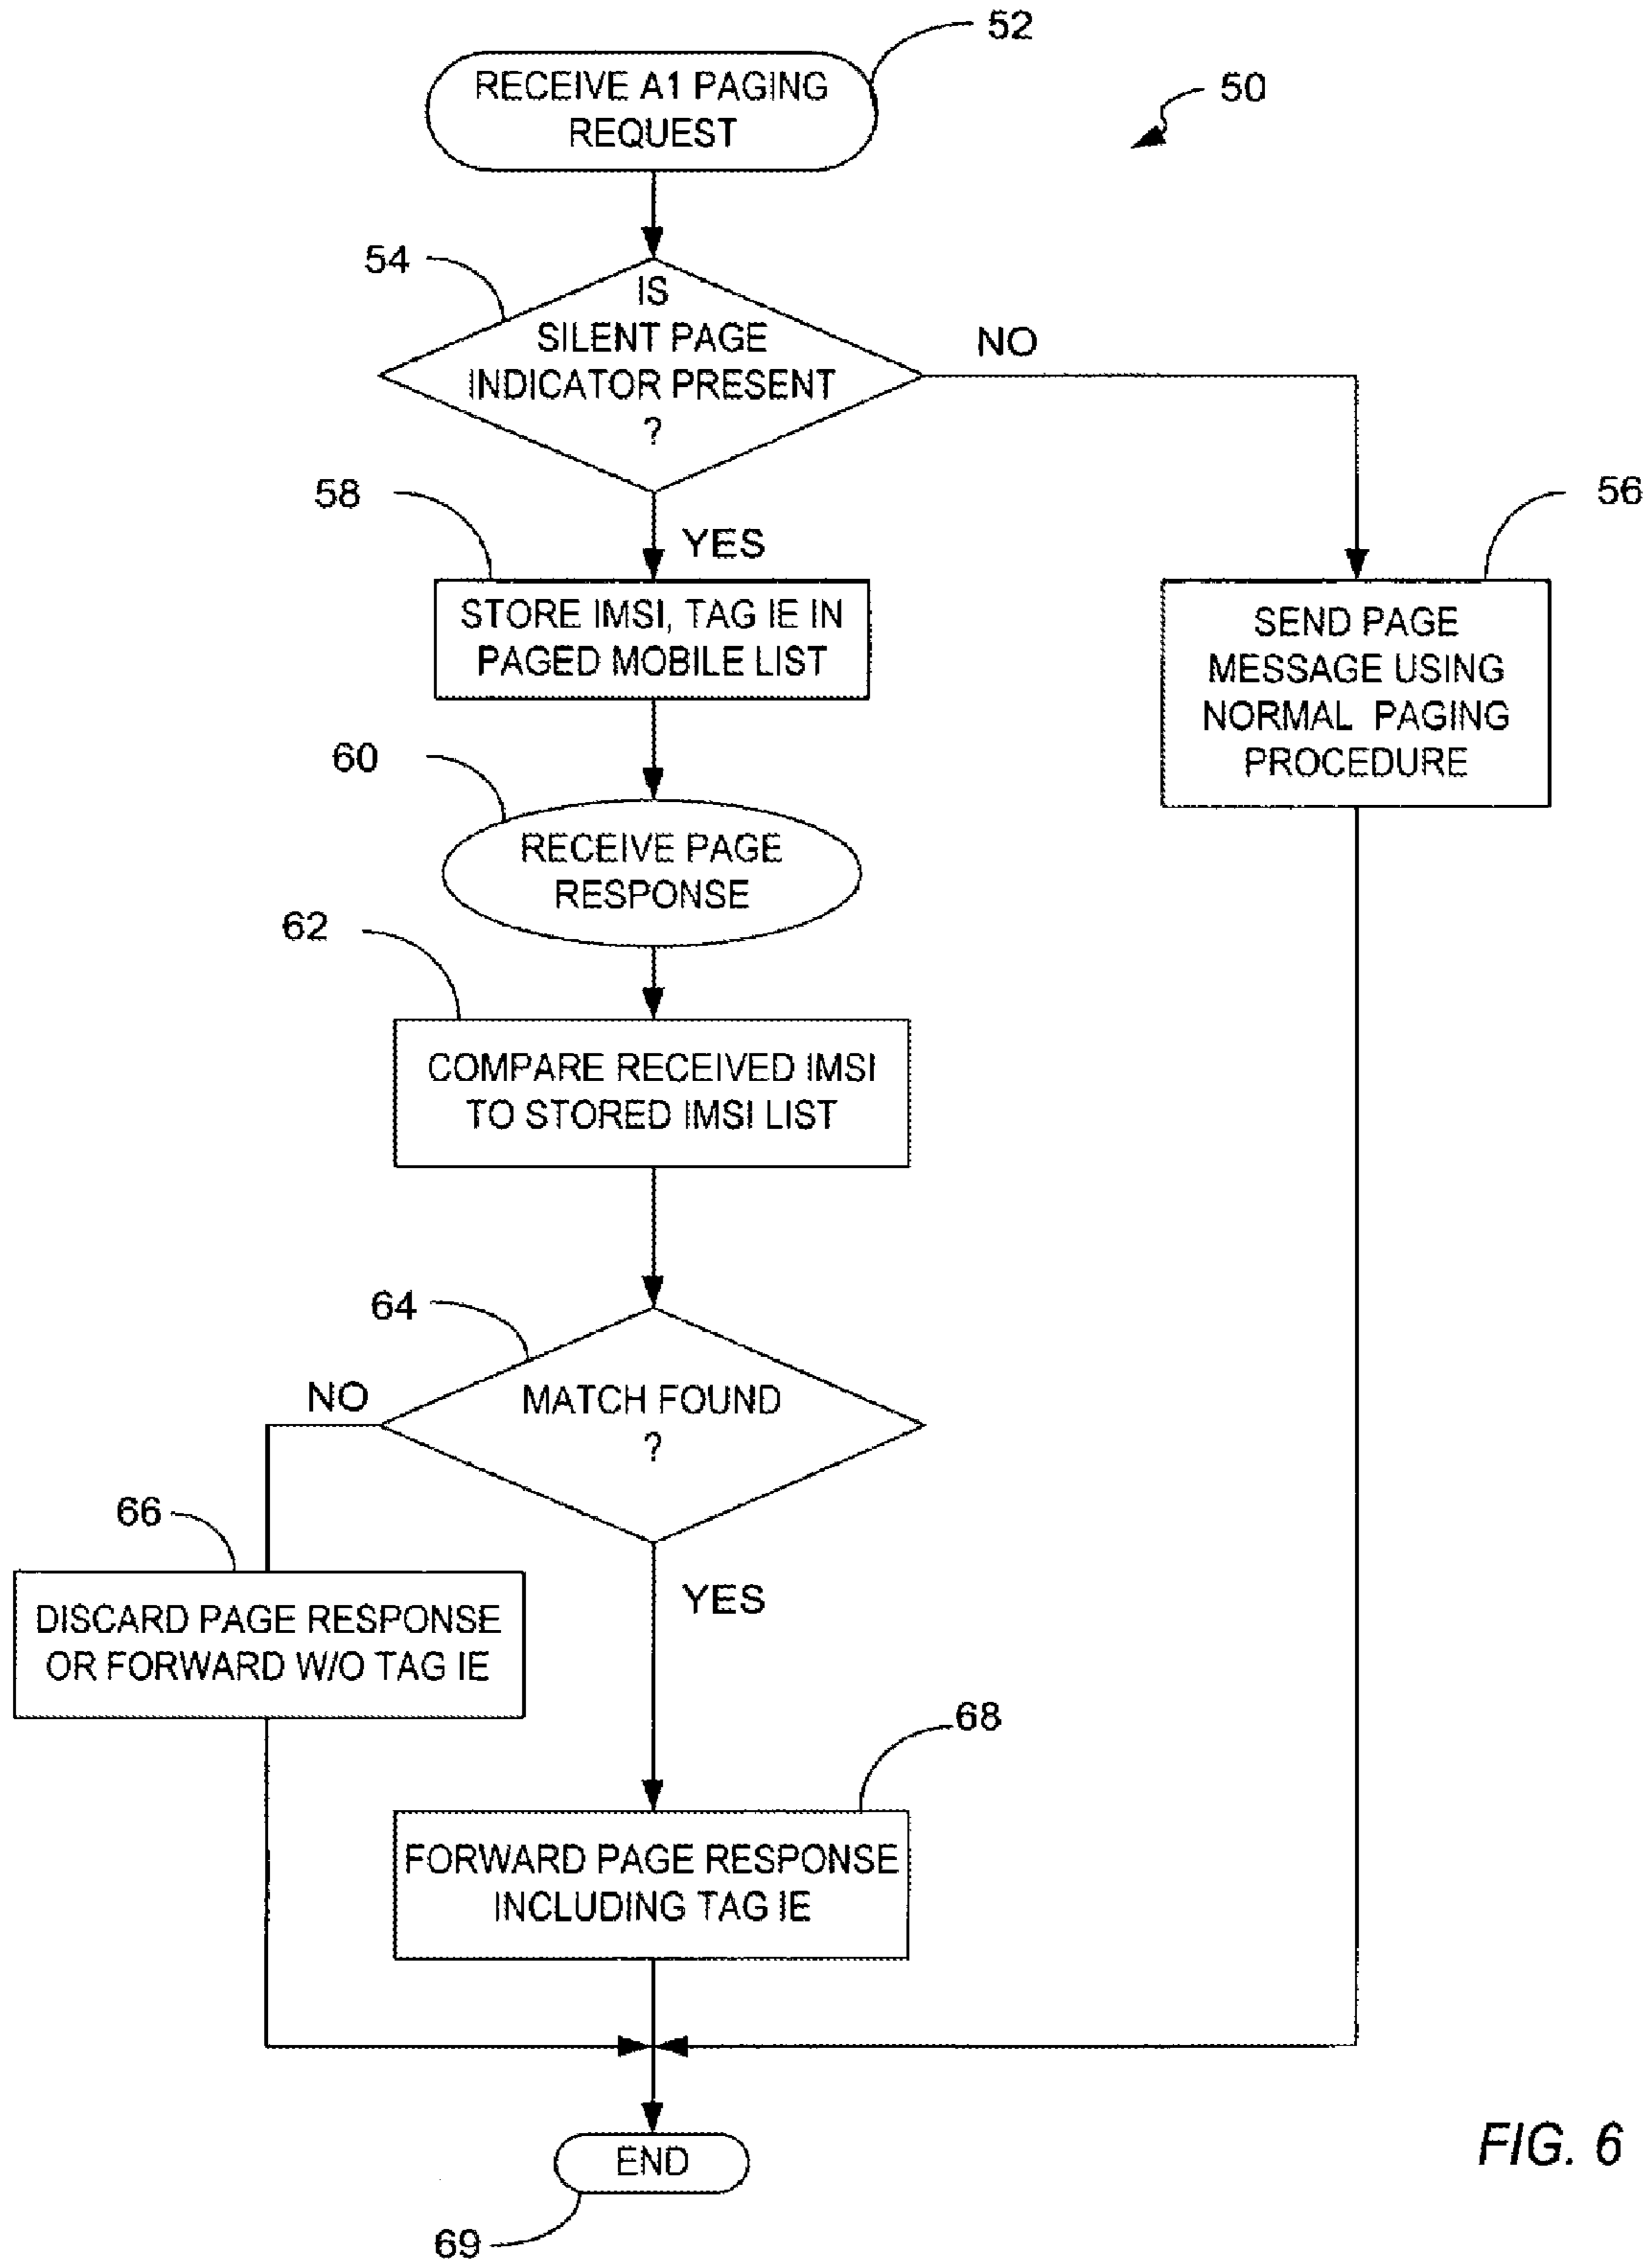 52
RECEIVE A1 PAGING
REQUEST
50
54
IS
SILENT PAGE
INDICATOR PRESENT
?
NO
58
YES
56
STORE IMSI, TAG IE IN
PAGED MOBILE LIST
SEND PAGE
MESSAGE USING
NORMAL PAGING
PROCEDURE
60
RECEIVE PAGE
RESPONSE
62
COMPARE RECEIVED IMSI
TO STORED IMSI LIST
64
NO
MATCH FOUND
?
66
YES
DISCARD PAGE RESPONSE
OR FORWARD W/O TAG IE
68
FORWARD PAGE RESPONSE
INCLUDING TAG IE
END
69
FIG. 6